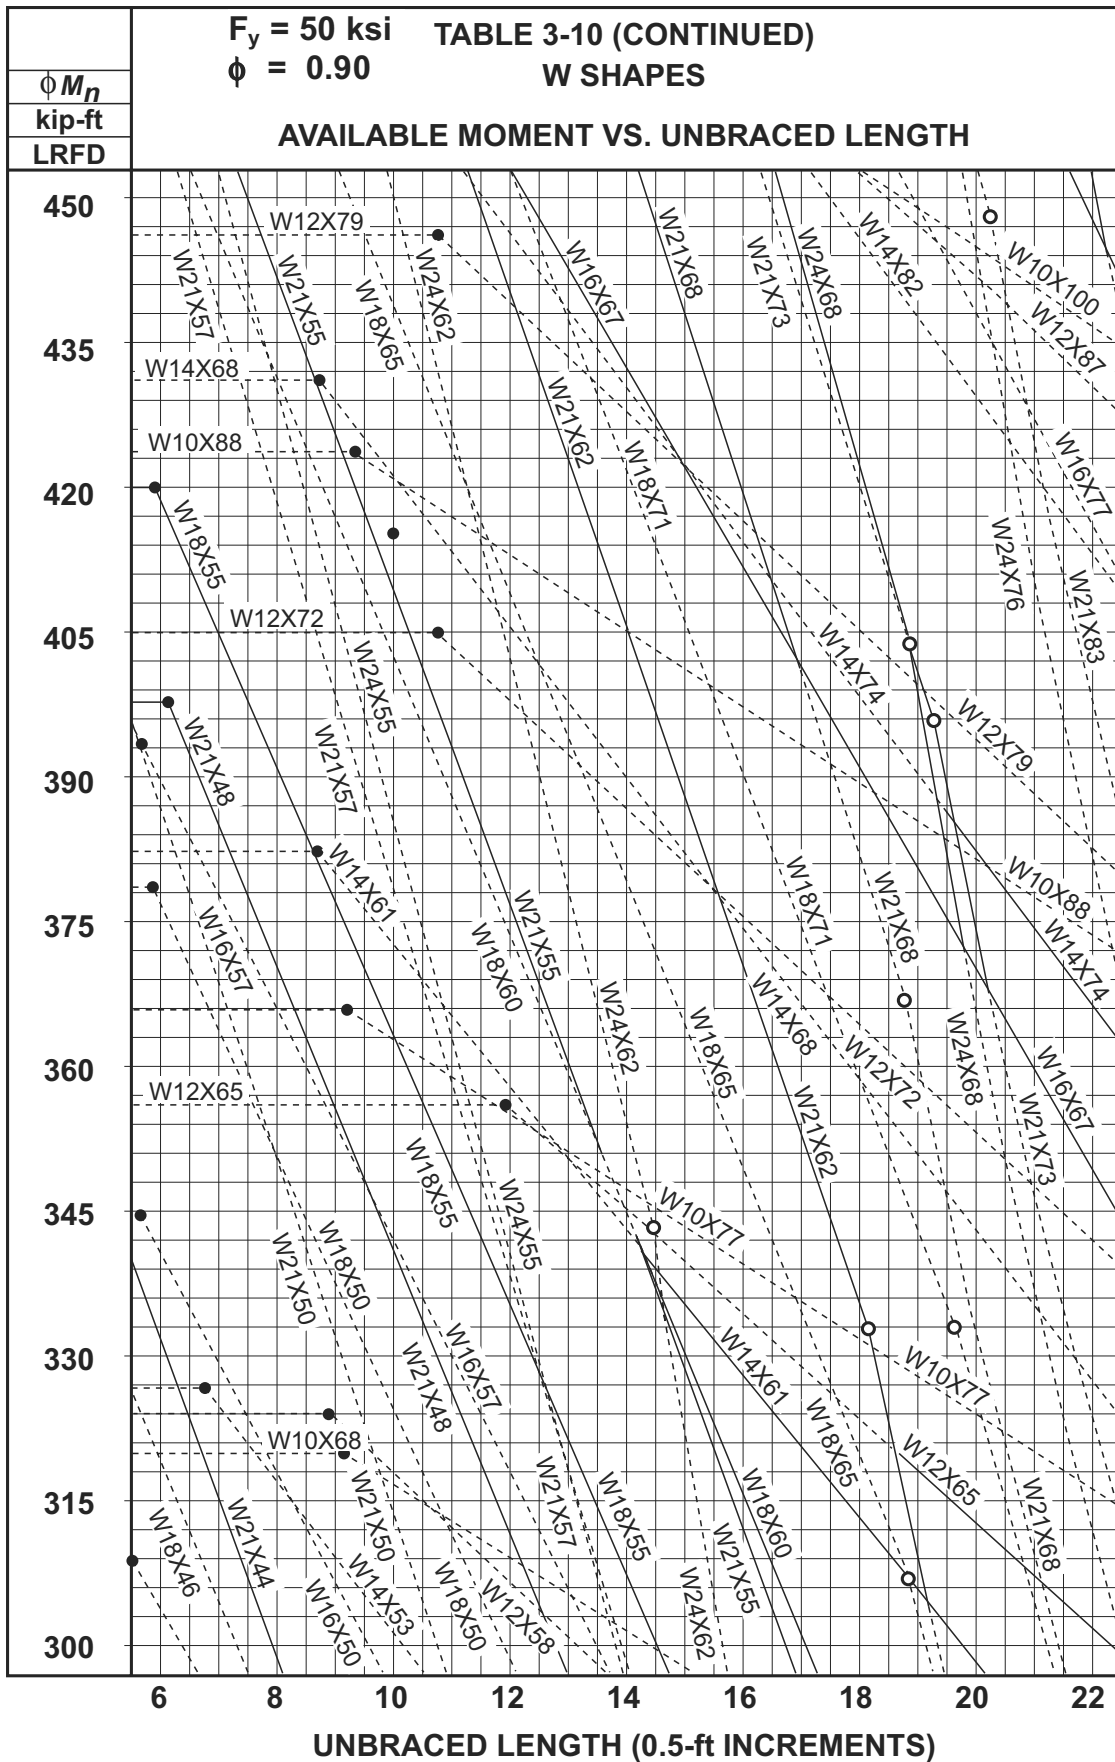 F_y = 50 ksi
TABLE 3-10 (CONTINUED)
ϕ = 0.90
W SHAPES
ϕM_n
kip-ft
LRFD
AVAILABLE MOMENT VS. UNBRACED LENGTH
450
435
420
405
390
375
360
345
330
315
300
W12X79
W21X57
W21X55
W18X65
W24X62
W16X67
W21X68
W21X73
W24X68
W14X82
W10X100
W12X87
W14X68
W10X88
W21X62
W18X71
W16X77
W18X55
W24X76
W21X83
W12X72
W24X55
W14X74
W12X79
W21X48
W21X57
W14X61
W16X57
W18X60
W21X55
W18X71
W21X68
W10X88
W14X74
W24X62
W18X65
W14X68
W12X72
W24X68
W16X67
W12X65
W21X62
W21X73
W18X55
W24X55
W10X77
W21X50
W18X50
W16X57
W21X48
W14X61
W10X77
W10X68
W18X65
W12X65
W18X46
W21X44
W21X50
W21X57
W18X55
W18X60
W21X55
W21X68
W16X50
W14X53
W18X50
W12X58
W24X62
6
8
10
12
14
16
18
20
22
UNBRACED LENGTH (0.5-ft INCREMENTS)